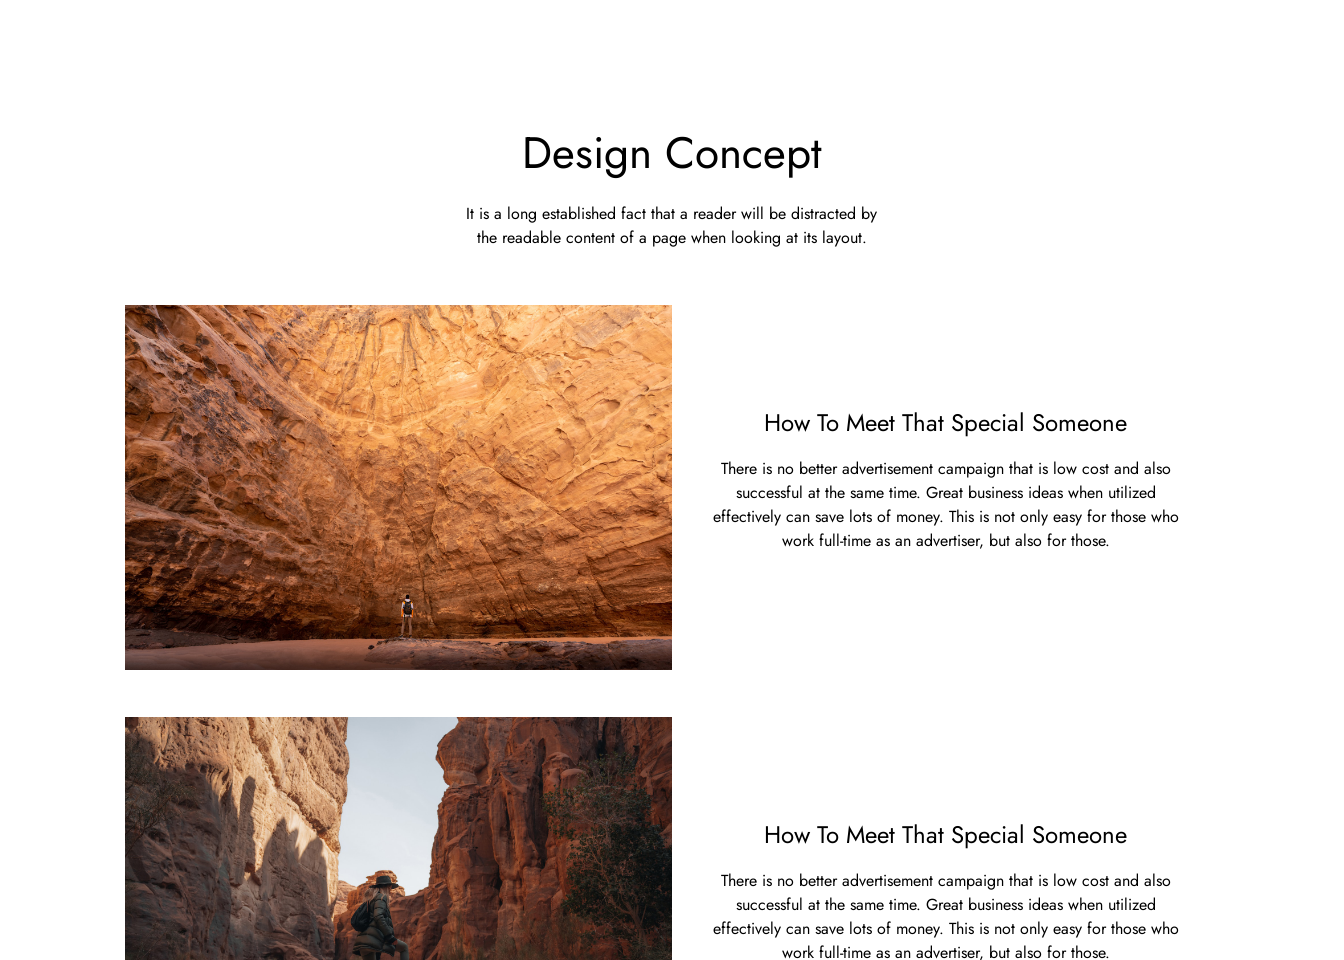 Design Concept
It is a long established fact that a reader will be distracted by
the readable content of a page when looking at its layout.
How To Meet That Special Someone
There is no better advertisement campaign that is low cost and also
successful at the same time. Great business ideas when utilized
effectively can save lots of money. This is not only easy for those who
work full-time as an advertiser, but also for those.
How To Meet That Special Someone
There is no better advertisement campaign that is low cost and also
successful at the same time. Great business ideas when utilized
effectively can save lots of money. This is not only easy for those who
work full-time as an advertiser, but also for those.